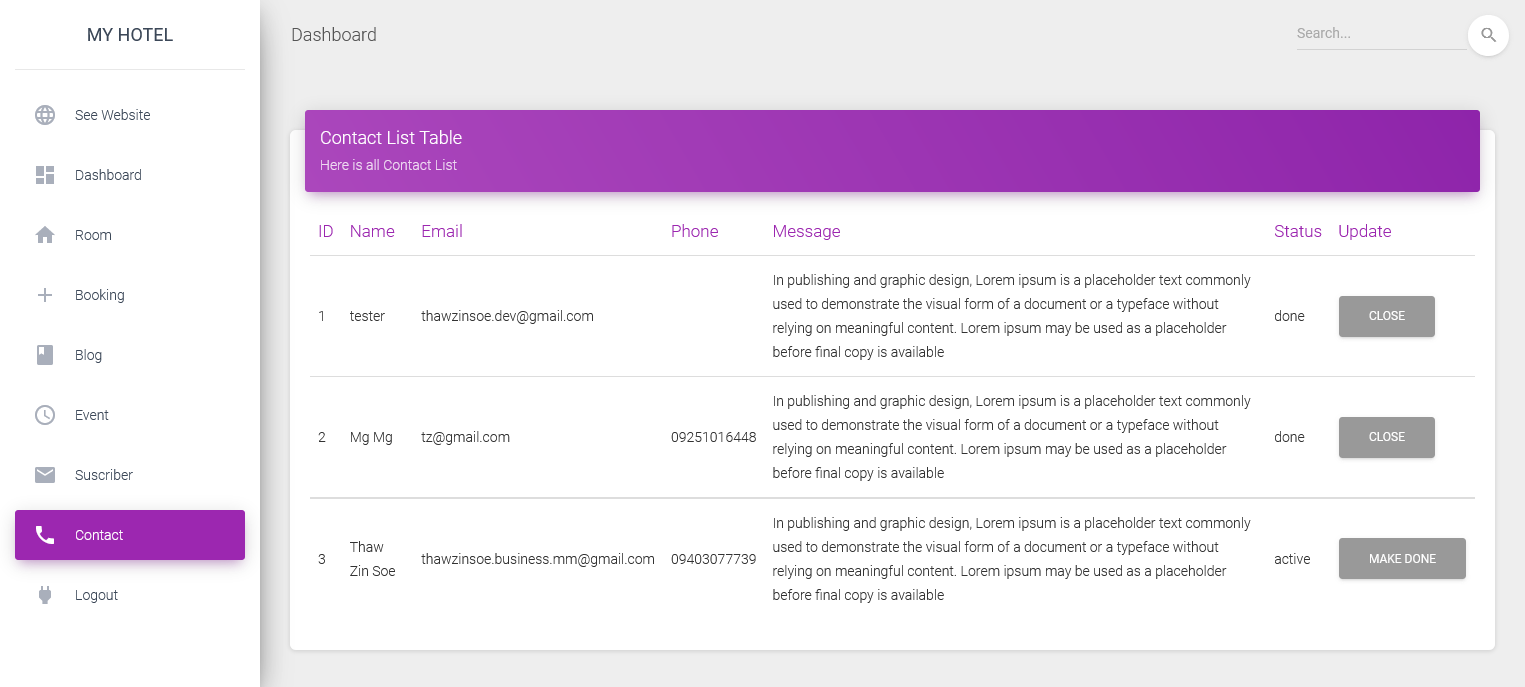 MY HOTEL
See Website
Dashboard
Room
Booking
Blog
Event
Suscriber
Contact
Logout
Dashboard
Search...
Contact List Table
Here is all Contact List
ID Name Email Phone Message Status Update
In publishing and graphic design, Lorem ipsum is a placeholder text commonly
used to demonstrate the visual form of a document or a typeface without
1 tester thawzinsoe.dev@gmail.com done CLOSE
relying on meaningful content. Lorem ipsum may be used as a placeholder
before final copy is available
In publishing and graphic design, Lorem ipsum is a placeholder text commonly
used to demonstrate the visual form of a document or a typeface without
2 Mg Mg tz@gmail.com 09251016448 done CLOSE
relying on meaningful content. Lorem ipsum may be used as a placeholder
before final copy is available
In publishing and graphic design, Lorem ipsum is a placeholder text commonly
Thaw used to demonstrate the visual form of a document or a typeface without
3 thawzinsoe.business.mm@gmail.com 09403077739 active MAKE DONE
Zin Soe relying on meaningful content. Lorem ipsum may be used as a placeholder
before final copy is available